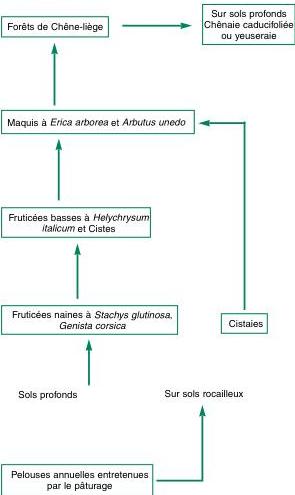 Forêts de Chêne-liège
Sur sols profonds
Chênaie caducifoliée
ou yeuseraie
Maquis à Erica arborea et Arbutus unedo
Fruticées basses à Helychrysum
italicum et Cistes
Fruticées naines à Stachys glutinosa,
Genista corsica
Cistaies
Sols profonds
Sur sols rocailleux
Pelouses annuelles entretenues
par le pâturage